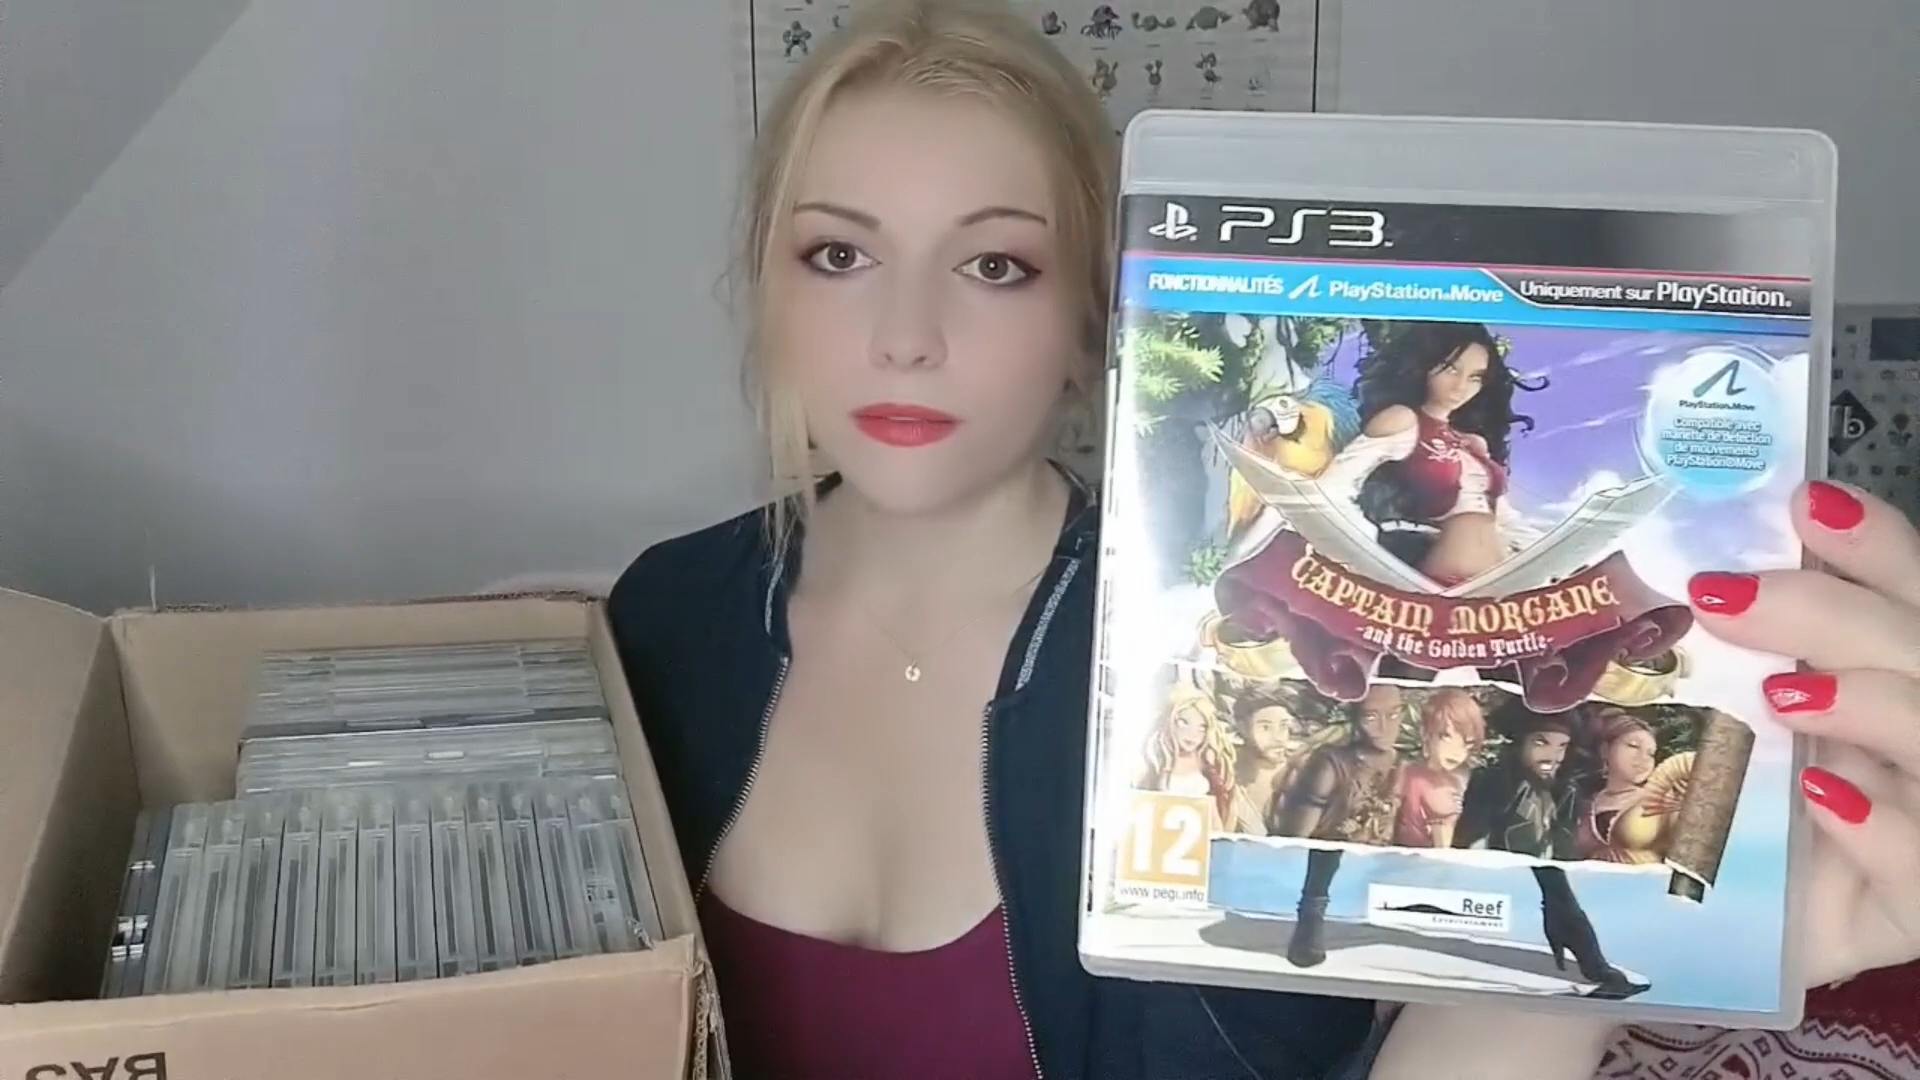 PS3
FONCTIONNALITÉS PlayStation®Move
Uniquement sur PlayStation®
PlayStation®Move
Compatible avec
manette de détection
de mouvements
PlayStation®Move
CAPTAIN MORGANE
-and the Golden Turtle-
12
www.pegi.info
Reef
Entertainment